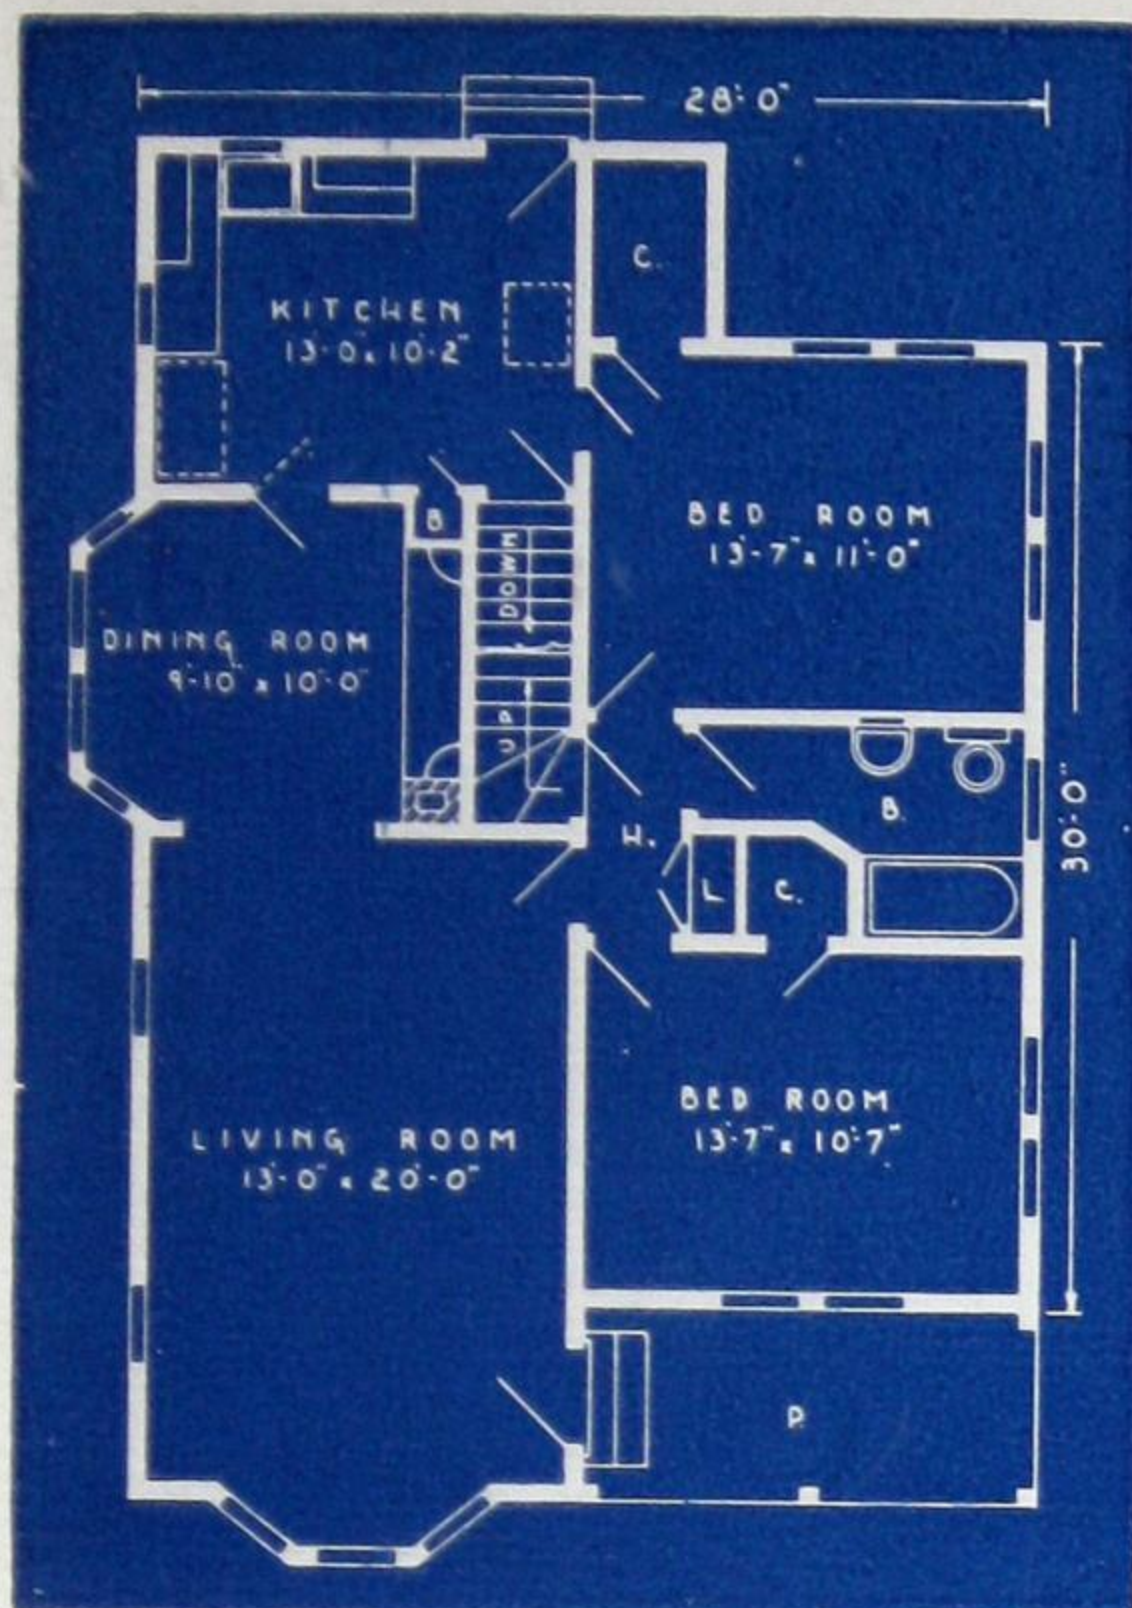 28'-0"
C.
KITCHEN
13'-0" x 10'-2"
B
DOWN
BED ROOM
13'-7" x 11'-0"
DINING ROOM
9'-10" x 10'-0"
UP
B.
30'-0"
H.
L
C.
BED ROOM
13'-7" x 10'-7"
LIVING ROOM
13'-0" x 20'-0"
P.